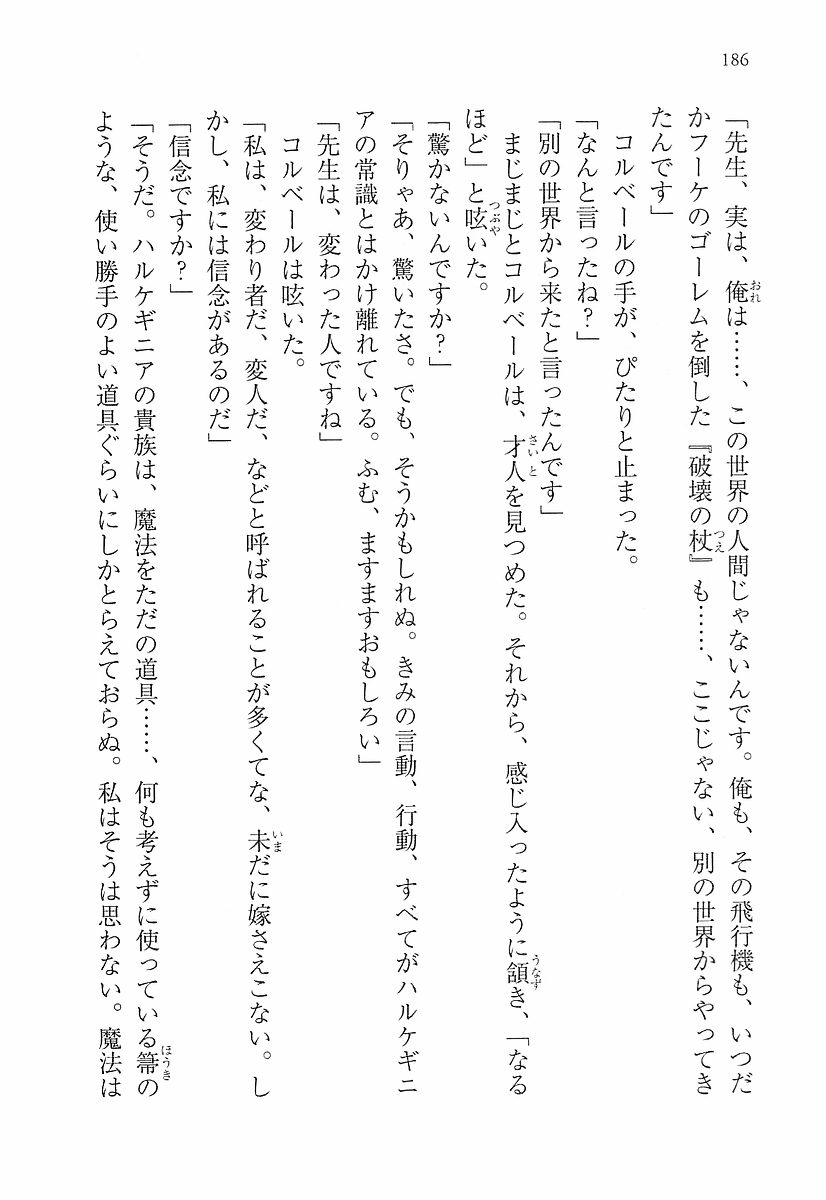 186
「先生、実は、俺は……、この世界の人間じゃないんです。俺も、その飛行機も、いつだ
かフーケのゴーレムを倒した『破壊の杖』も……、ここじゃない、別の世界からやってき
たんです」
コルベールの手が、ぴたりと止まった。
「なんと言ったね？」
「別の世界から来たと言ったんです」
まじまじとコルベールは、才人を見つめた。それから、感じ入ったように頷き、「なる
ほど」と呟いた。
「驚かないんですか？」
「そりゃあ、驚いたさ。でも、そうかもしれぬ。きみの言動、行動、すべてがハルケギニ
アの常識とはかけ離れている。ふむ、ますますおもしろい」
「先生は、変わった人ですね」
コルベールは呟いた。
「私は、変わり者だ、変人だ、などと呼ばれることが多くてな、未だに嫁さえこない。し
かし、私には信念があるのだ」
「信念ですか？」
「そうだ。ハルケギニアの貴族は、魔法をただの道具……、何も考えずに使っている箒の
ような、使い勝手のよい道具ぐらいにしかとらえておらぬ。私はそうは思わない。魔法は